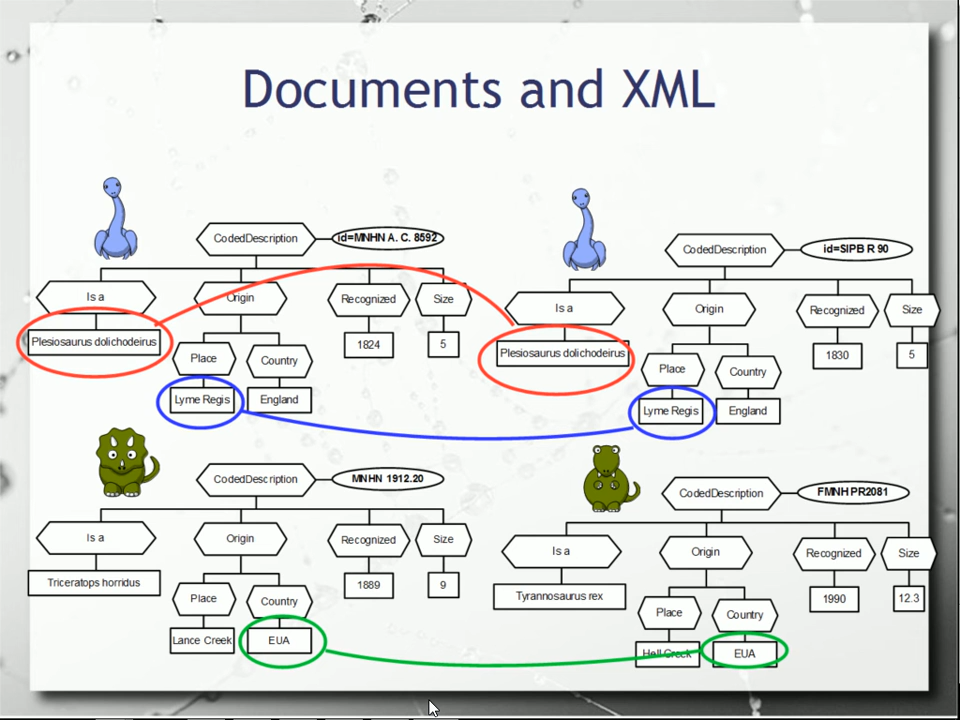 Documents and XML
CodedDescription
id=MNHN A. C. 8592
Is a
Origin
Recognized
Size
Plesiosaurus dolichodeirus
1824
5
Place
Country
Lyme Regis
England
CodedDescription
id=SIPB R 90
Is a
Origin
Recognized
Size
Plesiosaurus dolichodeirus
1830
5
Place
Country
Lyme Regis
England
CodedDescription
MNHN 1912.20
Is a
Origin
Recognized
Size
Triceratops horridus
1889
9
Place
Country
Lance Creek
EUA
CodedDescription
FMNH PR2081
Is a
Origin
Recognized
Size
Tyrannosaurus rex
1990
12.3
Place
Country
Hell Creek
EUA